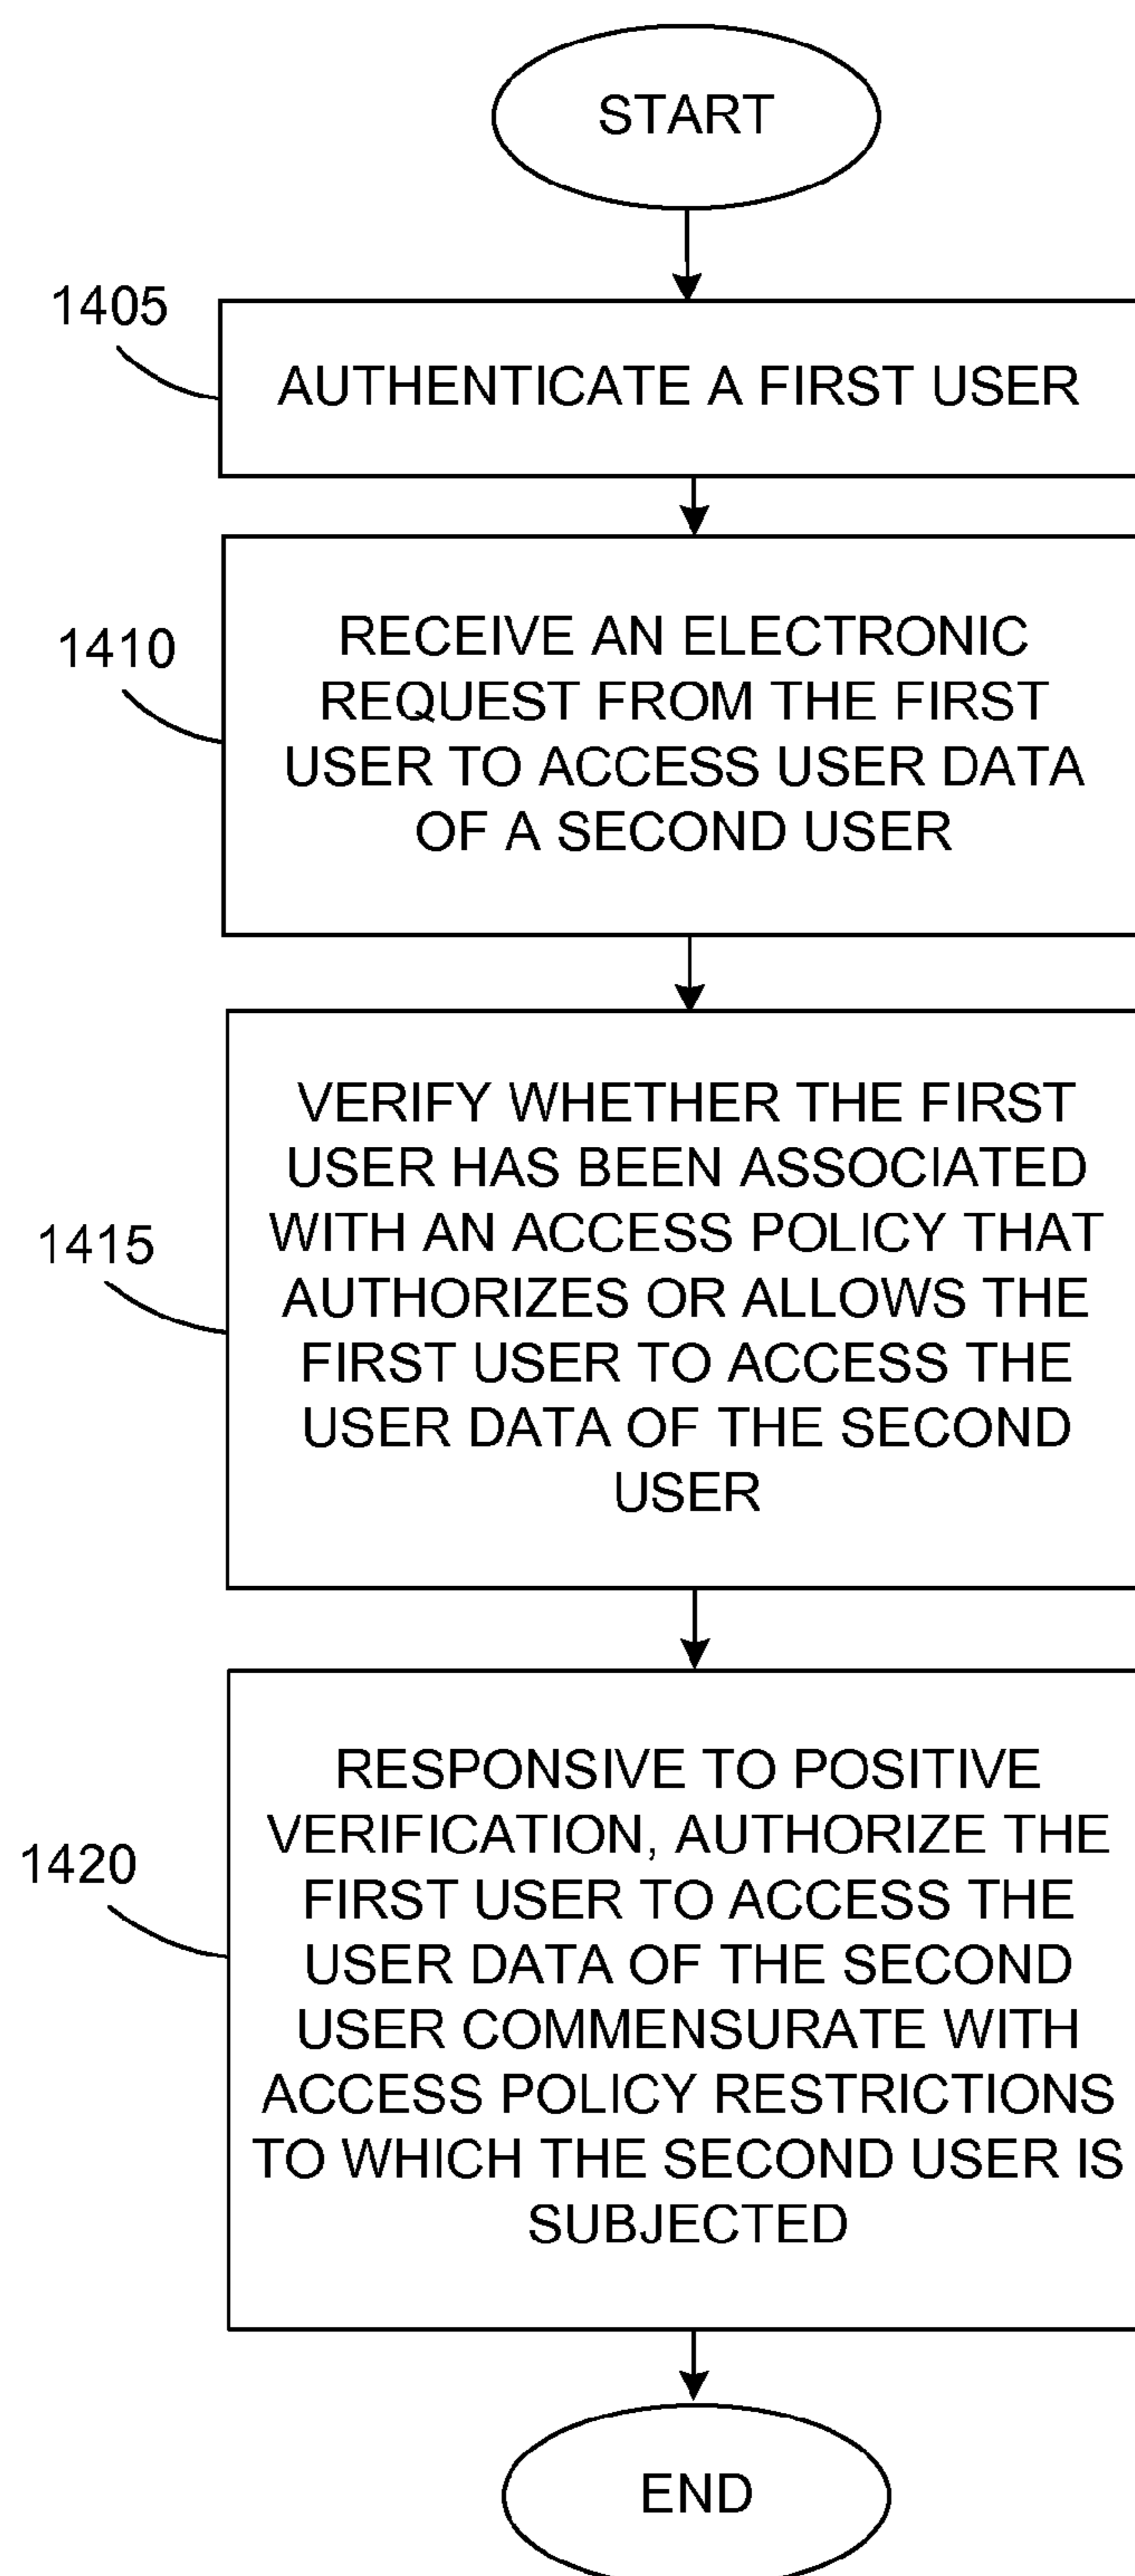 START
1405
AUTHENTICATE A FIRST USER
1410
RECEIVE AN ELECTRONIC
REQUEST FROM THE FIRST
USER TO ACCESS USER DATA
OF A SECOND USER
1415
VERIFY WHETHER THE FIRST
USER HAS BEEN ASSOCIATED
WITH AN ACCESS POLICY THAT
AUTHORIZES OR ALLOWS THE
FIRST USER TO ACCESS THE
USER DATA OF THE SECOND
USER
1420
RESPONSIVE TO POSITIVE
VERIFICATION, AUTHORIZE THE
FIRST USER TO ACCESS THE
USER DATA OF THE SECOND
USER COMMENSURATE WITH
ACCESS POLICY RESTRICTIONS
TO WHICH THE SECOND USER IS
SUBJECTED
END